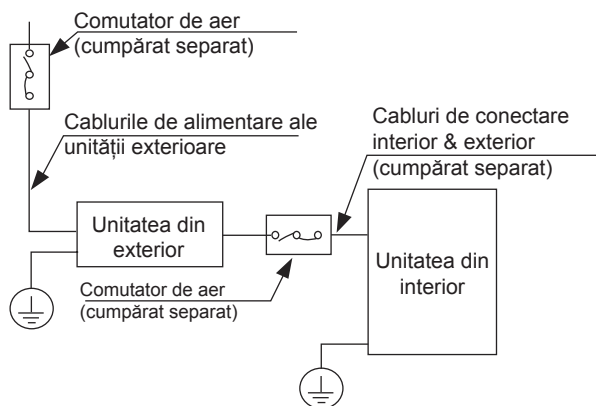 Comutator de aer
(cumpărat separat)
Cablurile de alimentare ale
unității exterioare
Cabluri de conectare
interior & exterior
(cumpărat separat)
Unitatea din
exterior
Comutator de aer
(cumpărat separat)
Unitatea din
interior